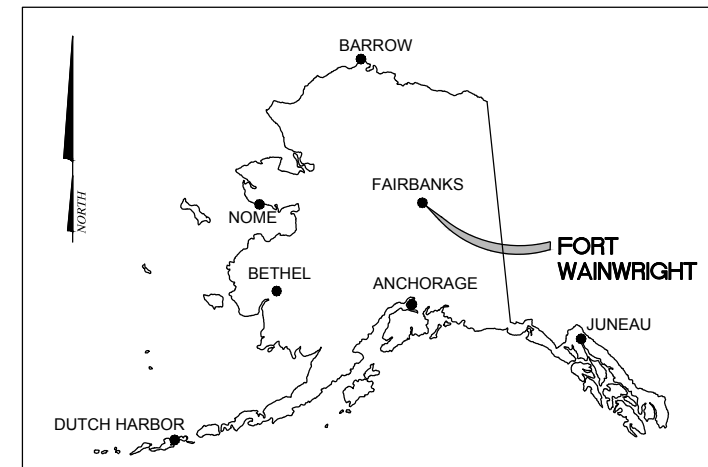 BARROW
FAIRBANKS
NORTH
NOME
FORT
WAINWRIGHT
BETHEL
ANCHORAGE
JUNEAU
DUTCH HARBOR